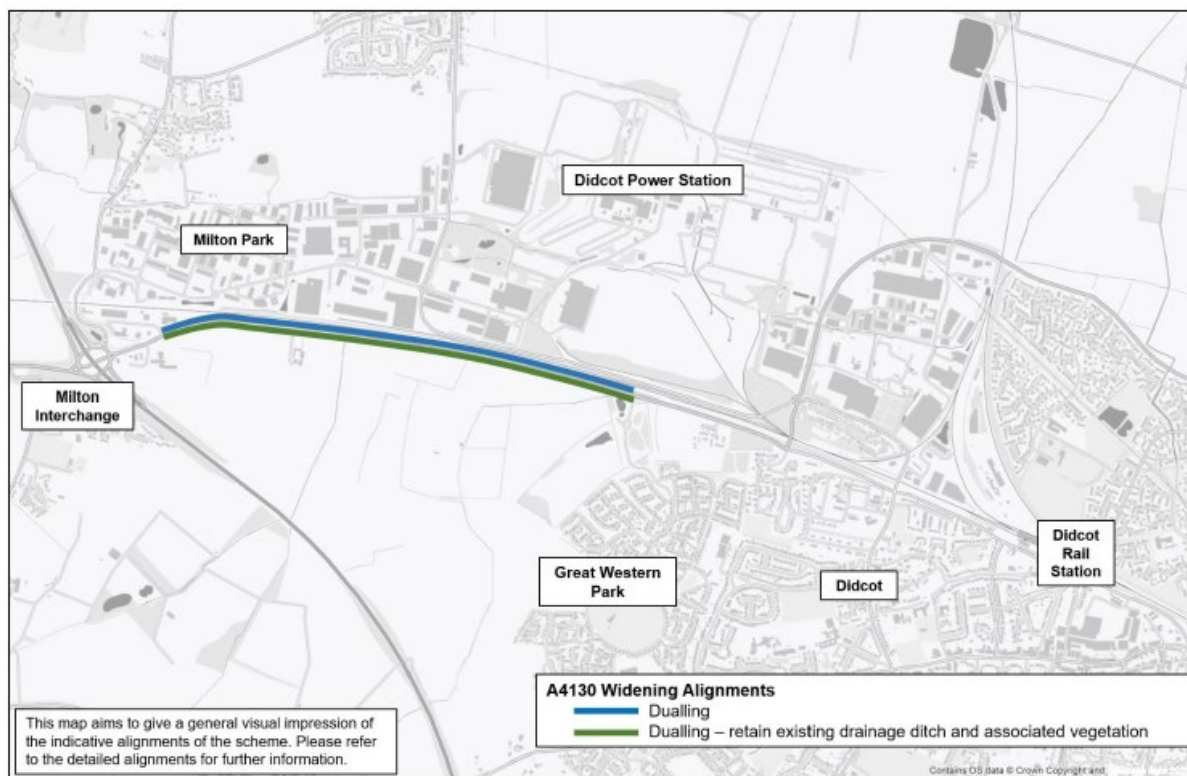 Didcot Power Station
Milton Park
Milton
Interchange
Great Western
Park
Didcot
Didcot
Rail
Station
A4130 Widening Alignments
Dualling
Dualling – retain existing drainage ditch and associated vegetation
This map aims to give a general visual impression of
the indicative alignments of the scheme. Please refer
to the detailed alignments for further information.
Contains OS data © Crown Copyright and